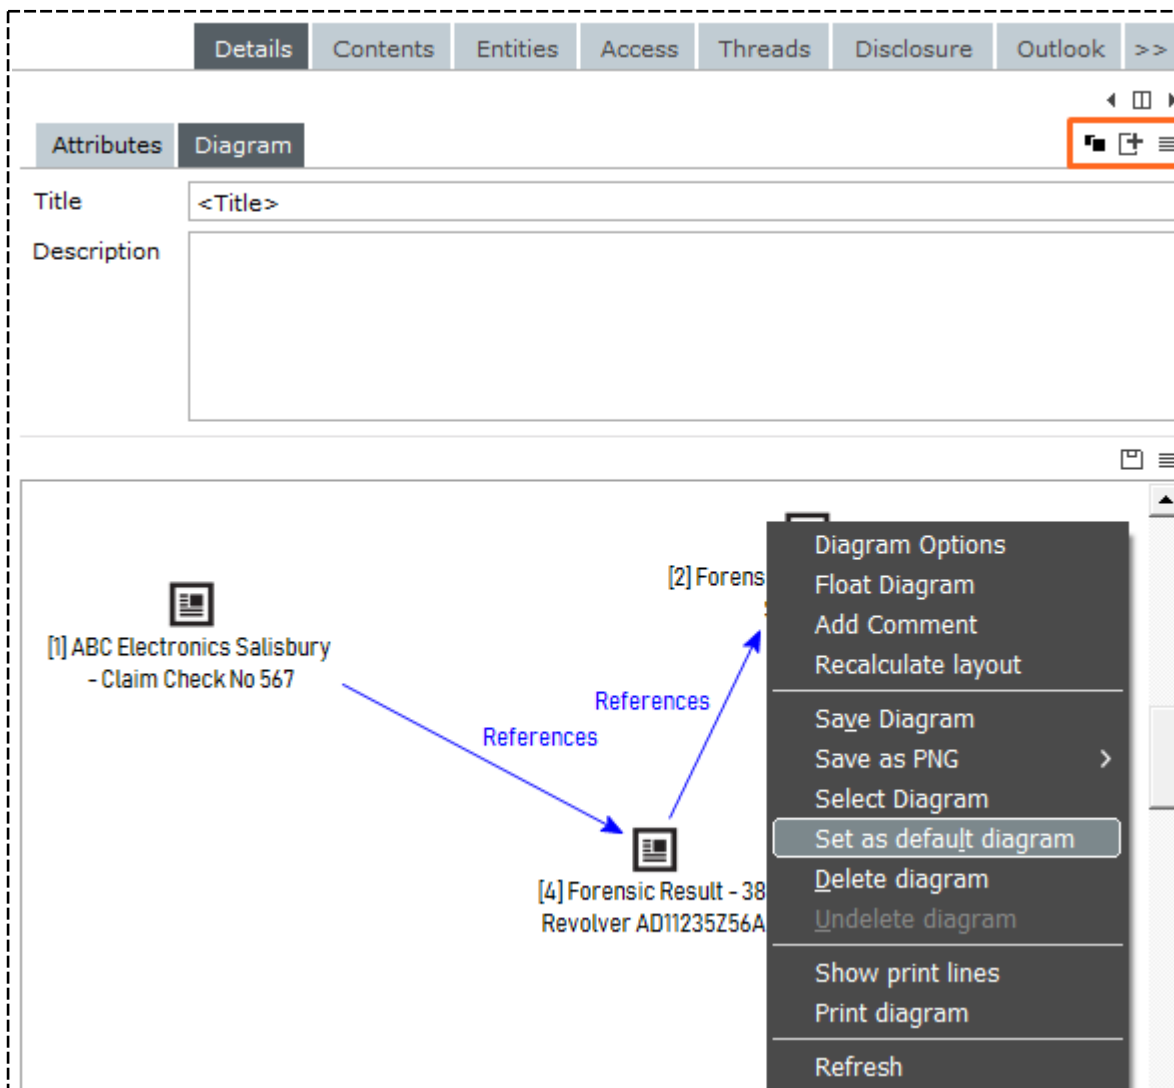 Details Contents Entities Access Threads Disclosure Outlook >>
Attributes Diagram
Title <Title>
Description
[1] ABC Electronics Salisbury
- Claim Check No 567
[2] Forens
References
References
[4] Forensic Result - 38
Revolver AD11235Z56A
Diagram Options
Float Diagram
Add Comment
Recalculate layout
Save Diagram
Save as PNG >
Select Diagram
Set as default diagram
Delete diagram
Undelete diagram
Show print lines
Print diagram
Refresh